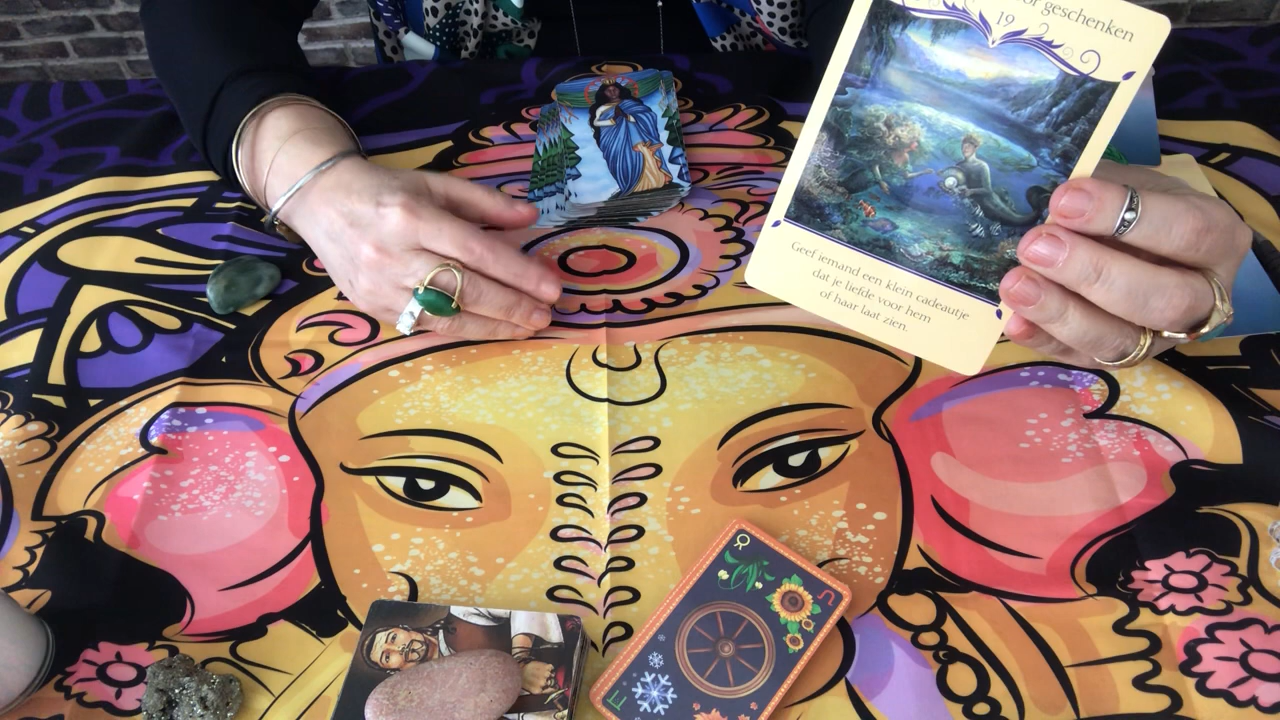 geschenken
19
Geef iemand een klein cadeautje
dat je liefde voor hem
of haar laat zien.